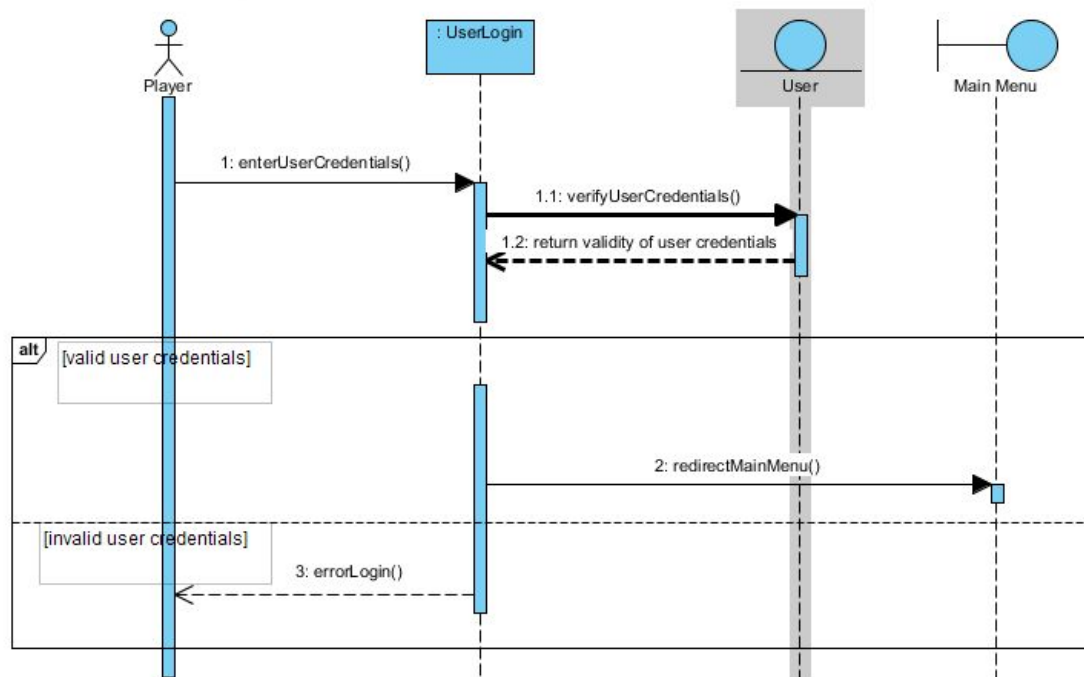 : UserLogin
Player
User
Main Menu
1: enterUserCredentials()
1.1: verifyUserCredentials()
1.2: return validity of user credentials
alt
[valid user credentials]
2: redirectMainMenu()
[invalid user credentials]
3: errorLogin()